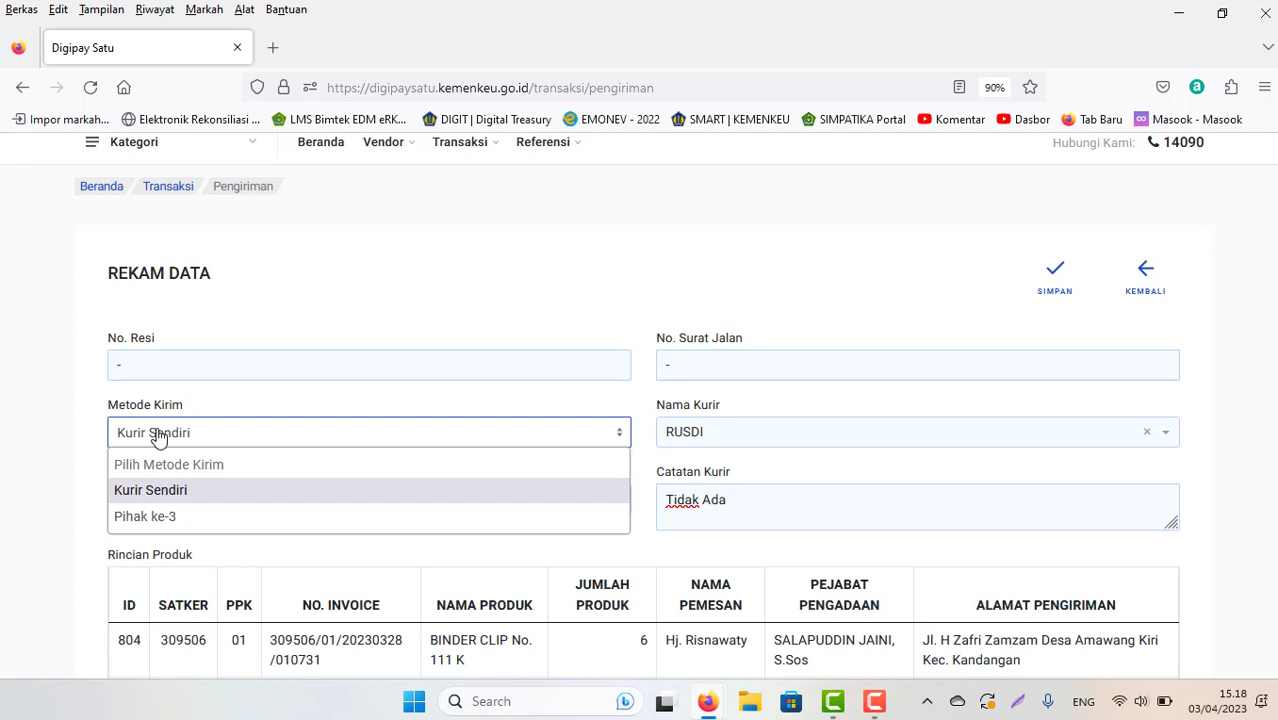 Berkas Edit Tampilan Riwayat Markah Alat Bantuan
Digipay Satu
https://digipaysatu.kemenkeu.go.id/transaksi/pengiriman 90%
Impor markah... Elektronik Rekonsiliasi ... LMS Bimtek EDM eRK... DIGIT | Digital Treasury EMONEV - 2022 SMART | KEMENKEU SIMPATIKA Portal Komentar Dasbor Tab Baru Masook - Masook
Kategori Beranda Vendor Transaksi Referensi Hubungi Kami: 14090
Beranda Transaksi Pengiriman
REKAM DATA
SIMPAN KEMBALI
No. Resi No. Surat Jalan
- -
Metode Kirim Nama Kurir
Kurir Sendiri RUSDI
Pilih Metode Kirim Catatan Kurir
Kurir Sendiri Tidak Ada
Pihak ke-3
Rincian Produk
ID SATKER PPK NO. INVOICE NAMA PRODUK JUMLAH PRODUK NAMA PEMESAN PEJABAT PENGADAAN ALAMAT PENGIRIMAN
804 309506 01 309506/01/20230328 BINDER CLIP No. 6 Hj. Risnawaty SALAPUDDIN JAINI, Jl. H Zafri Zamzam Desa Amawang Kiri
/010731 111 K S.Sos Kec. Kandangan
Search ENG 15.18
03/04/2023